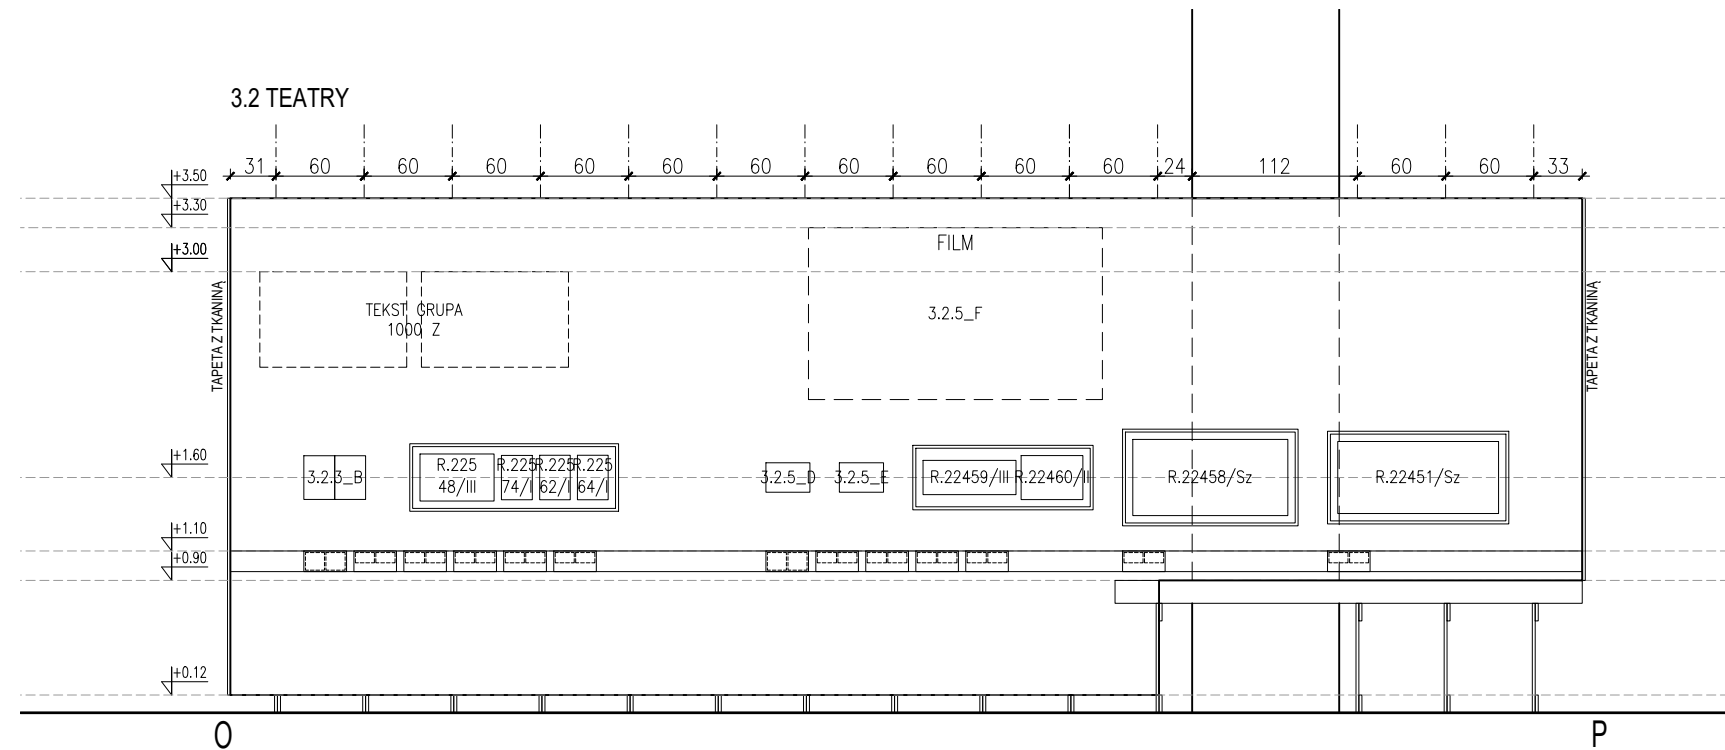 3.2 TEATRY
31 60 60 60 60 60 60 60 60 60 60 24 112 60 60 33
+3.50
+3.30
+3.00
FILM
TAPETA Z TKANINĄ
TEKST GRUPA
1000 Z
3.2.5_F
TAPETA Z TKANINĄ
+1.60
3.2.3_B
R.225
48/III
R.225
74/I
R.225
62/I
R.225
64/I
3.2.5_D
3.2.5_E
R.22459/III
R.22460/II
R.22458/Sz
R.22451/Sz
+1.10
+0.90
+0.12
O
P